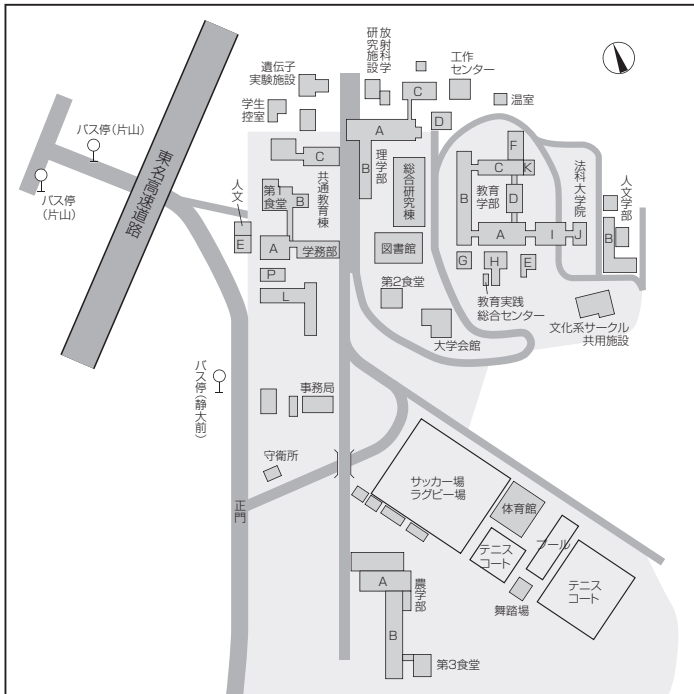 放射科学
研究施設
工作
センター
遺伝子
実験施設
学生
控室
温室
C
A
D
F
バス停(片山)
バス停
(片山)
東名高速道路
人文
E
第1
食堂
C
B
共通教育棟
A
学務部
P
L
理学部
B
総合研究棟
図書館
第2食堂
大学会館
教育
学部
B
C
K
D
A
I
J
G
H
E
教育実践
総合センター
法科大学院
人文学部
B
文化系サークル
共用施設
バス停(静大前)
事務局
守衛所
正門
サッカー場
ラグビー場
体育館
プール
テニス
コート
テニス
コート
舞踏場
農学部
A
B
第3食堂